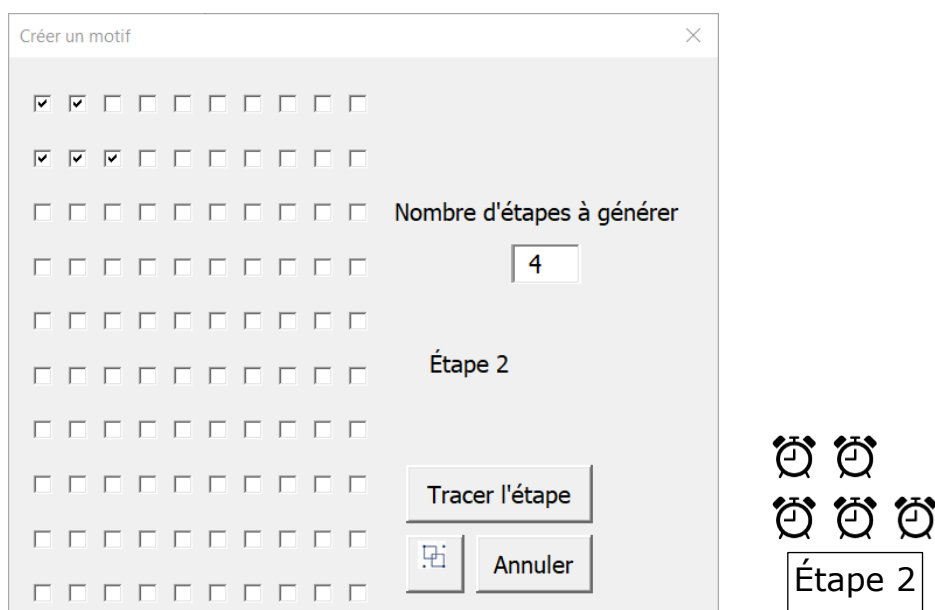 Créer un motif
Nombre d'étapes à générer
4
Étape 2
Tracer l'étape
Annuler
Étape 2